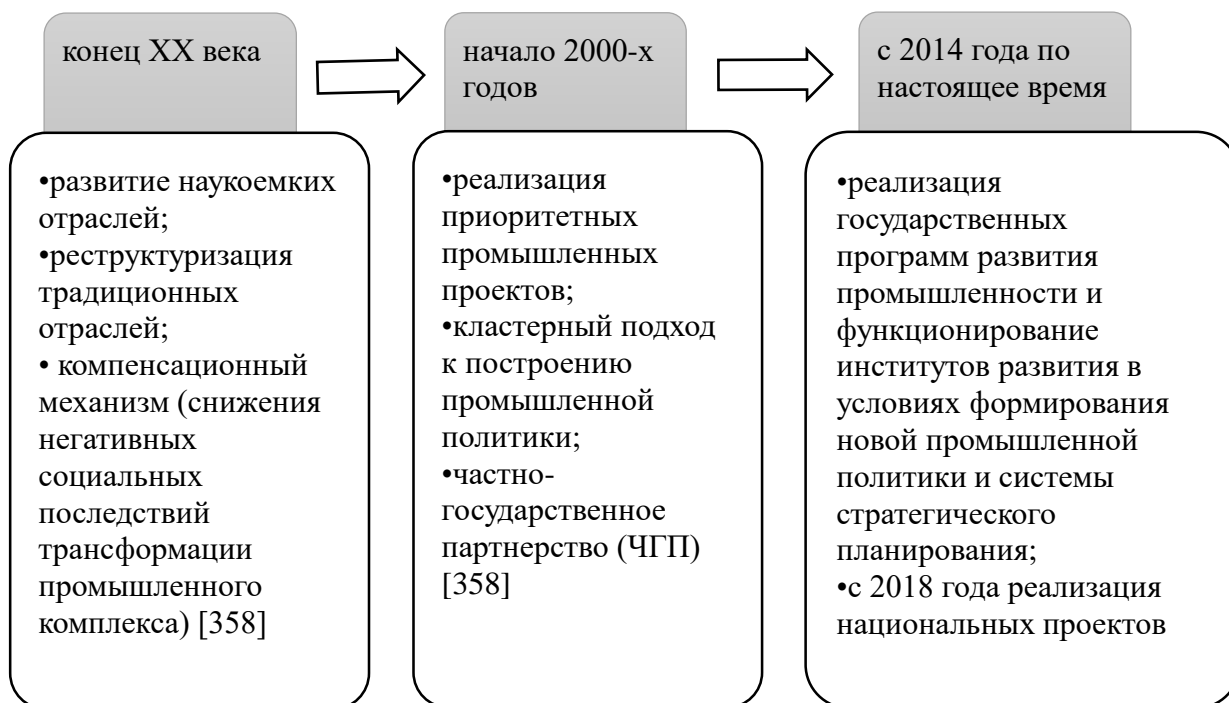 конец XX века
•развитие наукоемких
отраслей;
•реструктуризация
традиционных
отраслей;
• компенсационный
механизм (снижения
негативных
социальных
последствий
трансформации
промышленного
комплекса) [358]
начало 2000-х
годов
•реализация
приоритетных
промышленных
проектов;
•кластерный подход
к построению
промышленной
политики;
•частно-
государственное
партнерство (ЧГП)
[358]
с 2014 года по
настоящее время
•реализация
государственных
программ развития
промышленности и
функционирование
институтов развития в
условиях формирования
новой промышленной
политики и системы
стратегического
планирования;
•с 2018 года реализация
национальных проектов